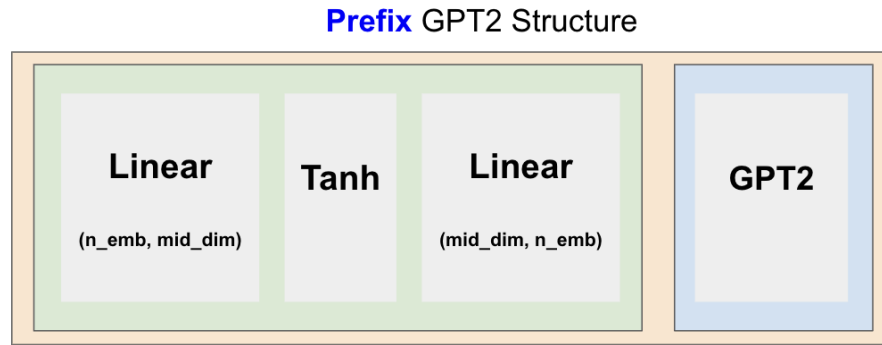 Prefix GPT2 Structure
Linear
(n_emb, mid_dim)
Tanh
Linear
(mid_dim, n_emb)
GPT2